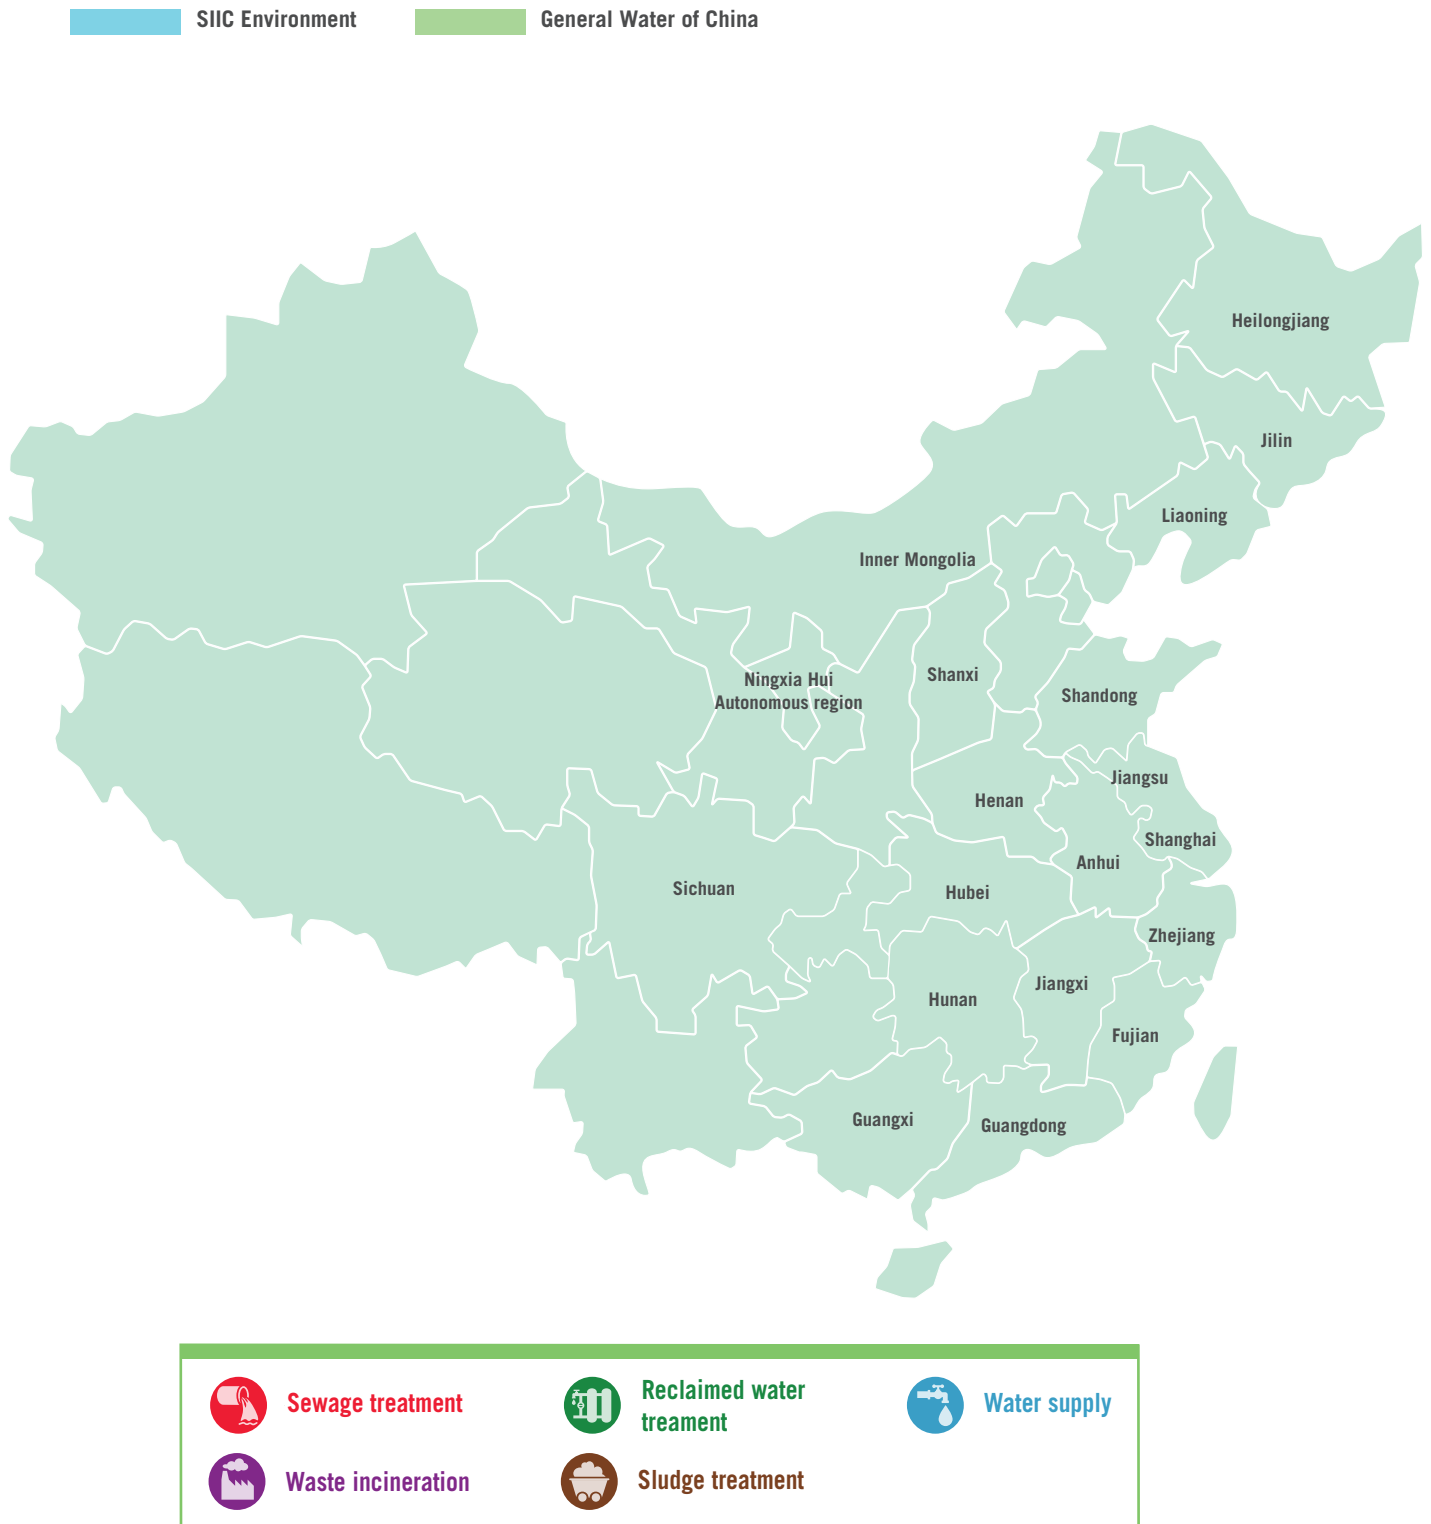 SIIC Environment
General Water of China
Heilongjiang
Jilin
Liaoning
Inner Mongolia
Shanxi
Ningxia Hui
Autonomous region
Shandong
Jiangsu
Henan
Shanghai
Anhui
Sichuan
Hubei
Zhejiang
Jiangxi
Hunan
Fujian
Guangxi
Guangdong
Sewage treatment
Reclaimed water
treament
Water supply
Waste incineration
Sludge treatment